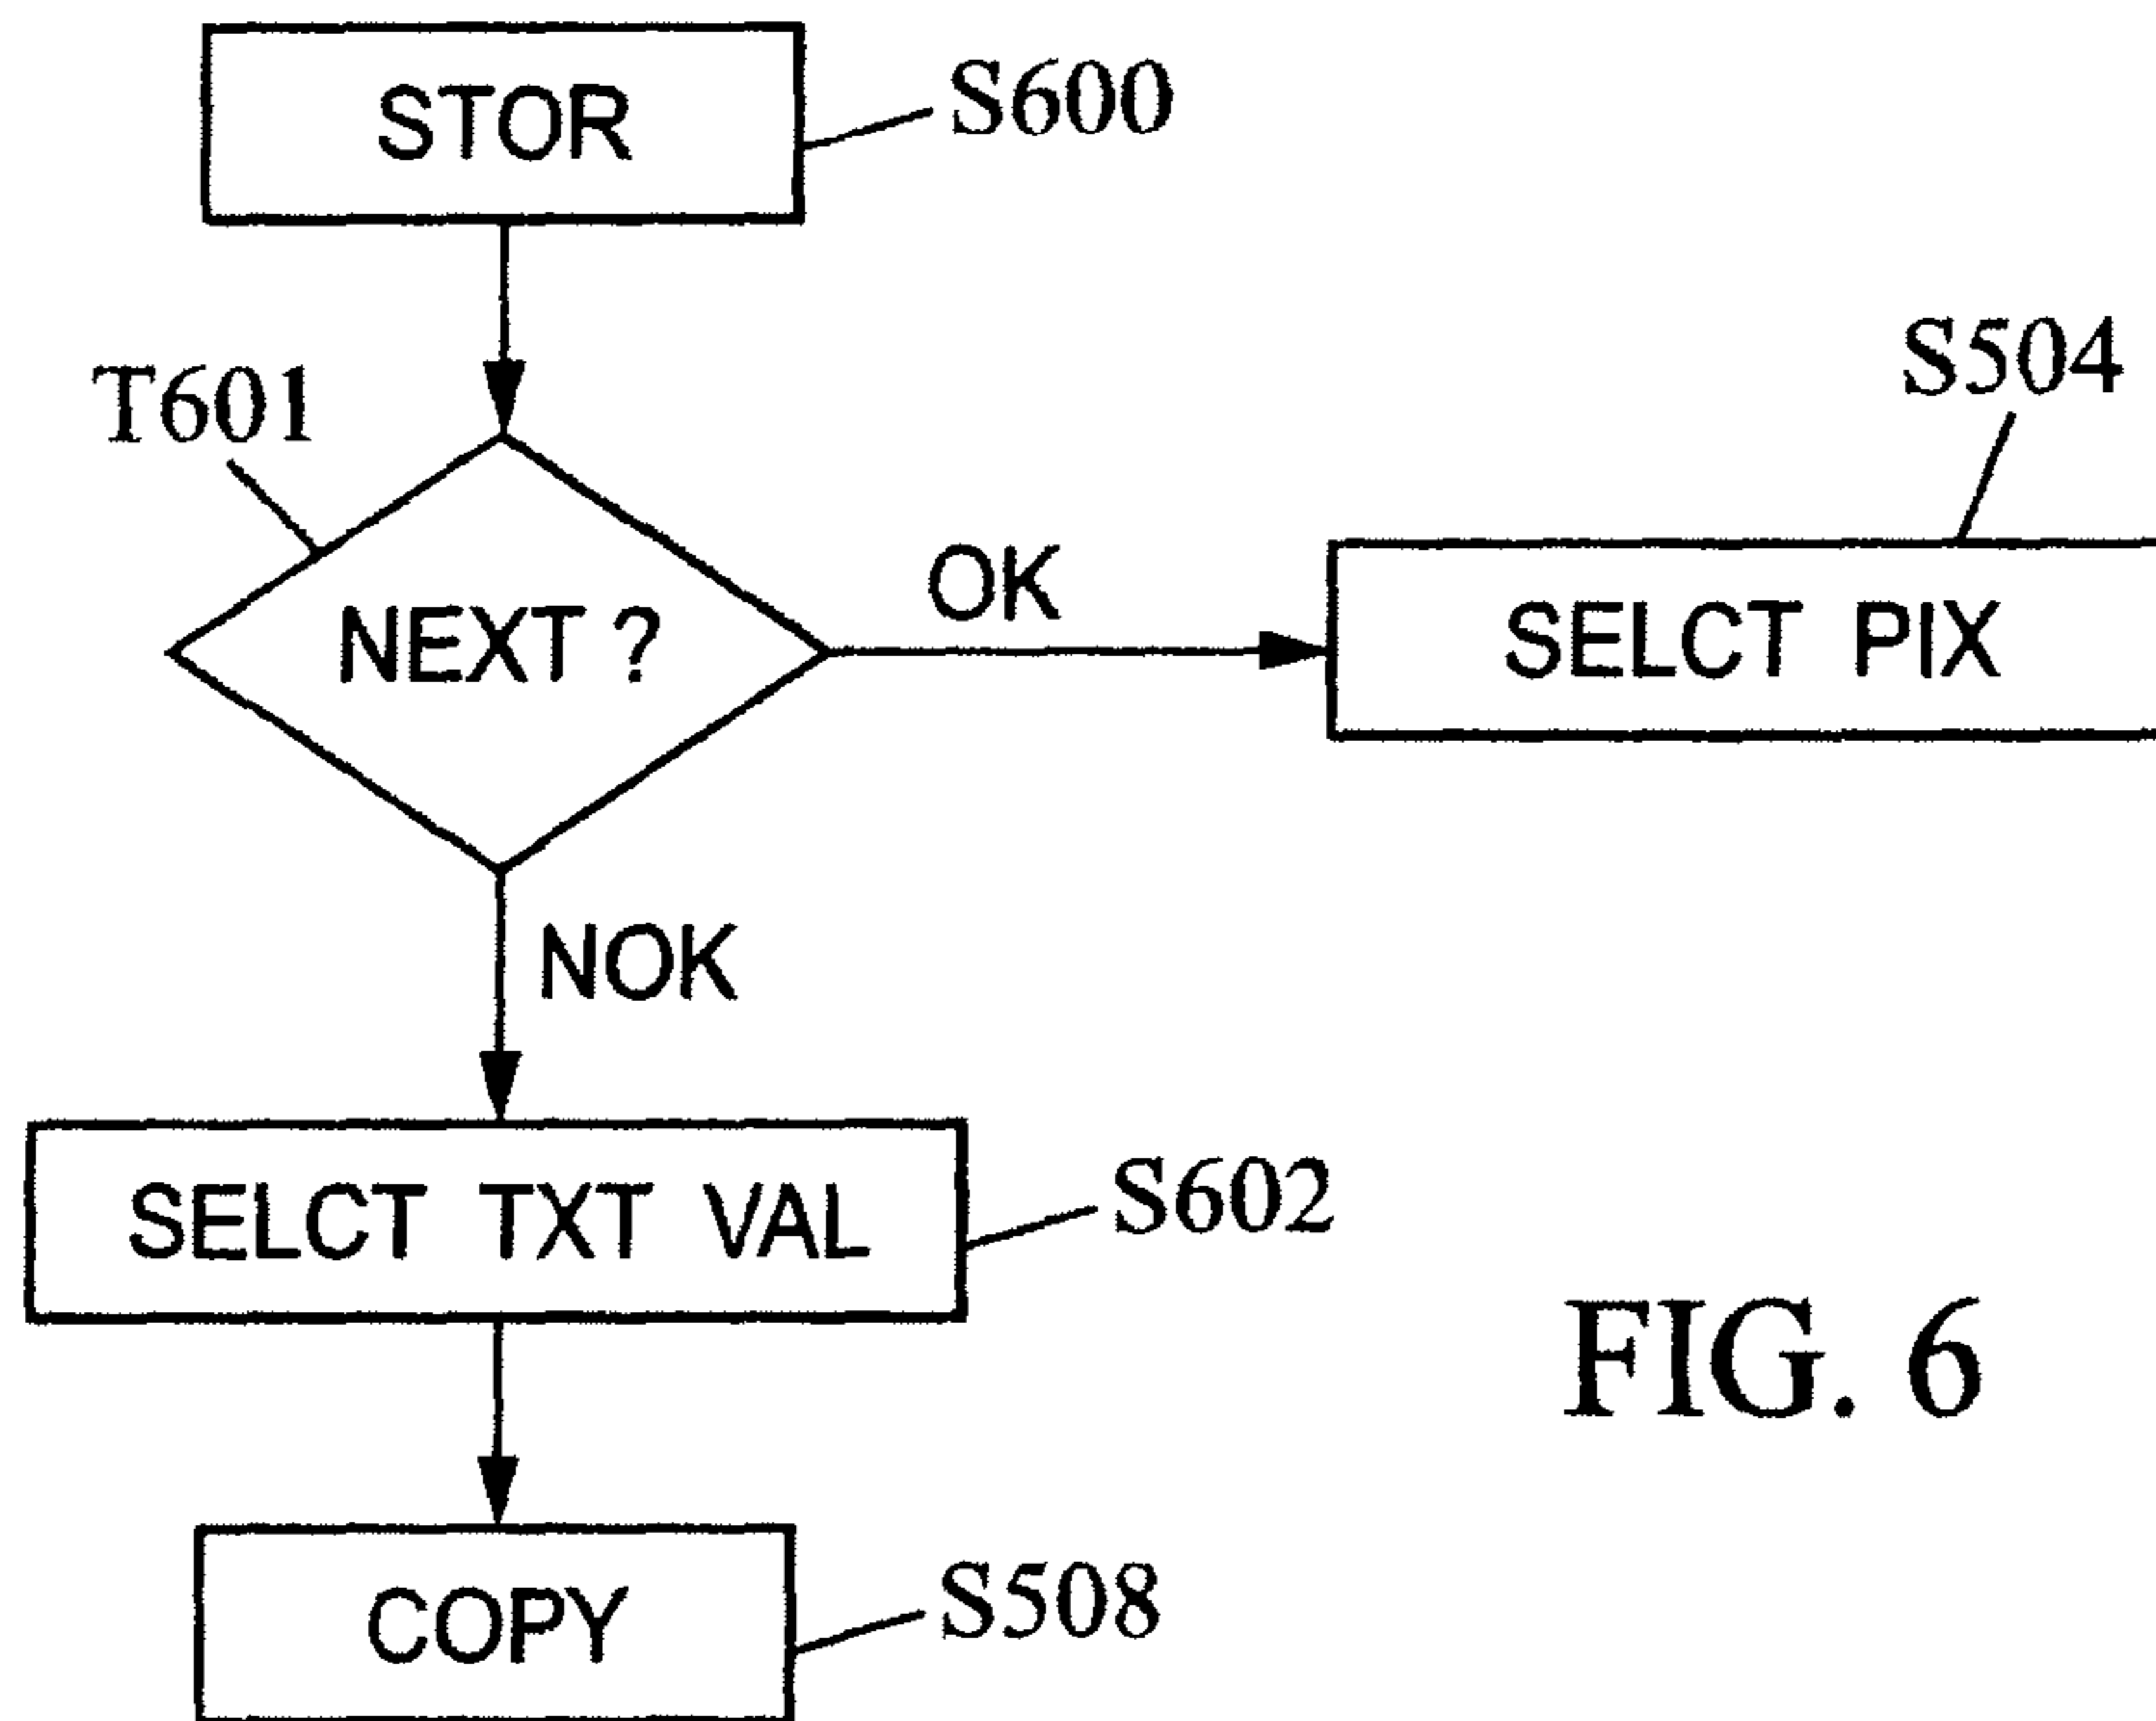 STOR
S600
T601
S504
NEXT ?
OK
SELCT PIX
NOK
SELCT TXT VAL
S602
FIG. 6
COPY
S508